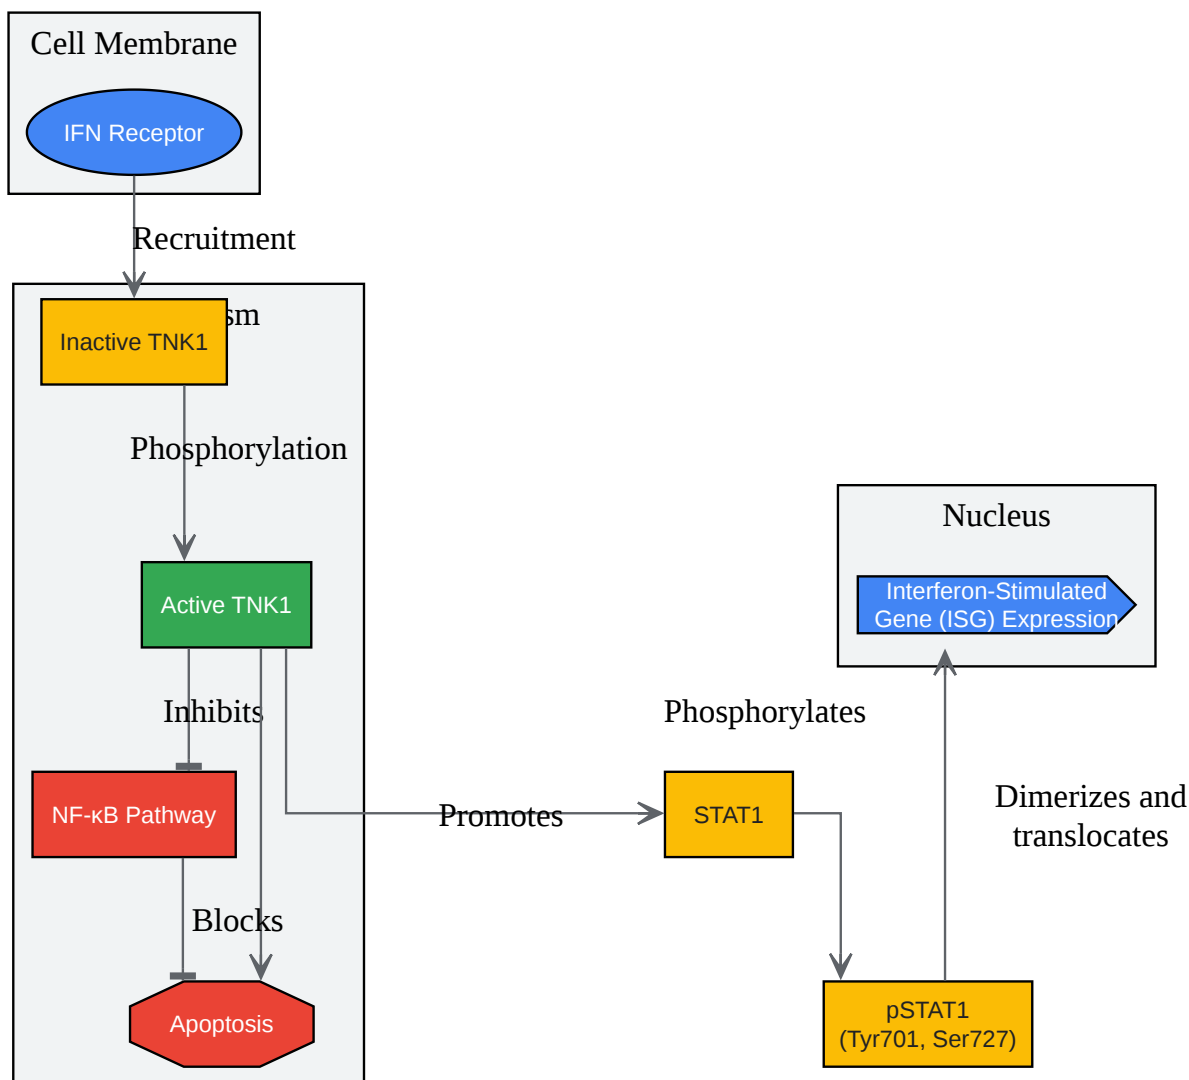 Cell Membrane
IFN Receptor
Recruitment
Inactive TNK1
Phosphorylation
Active TNK1
Inhibits
NF-κB Pathway
Blocks
Apoptosis
Promotes
Phosphorylates
STAT1
pSTAT1
(Tyr701, Ser727)
Dimerizes and
translocates
Nucleus
Interferon-Stimulated
Gene (ISG) Expression